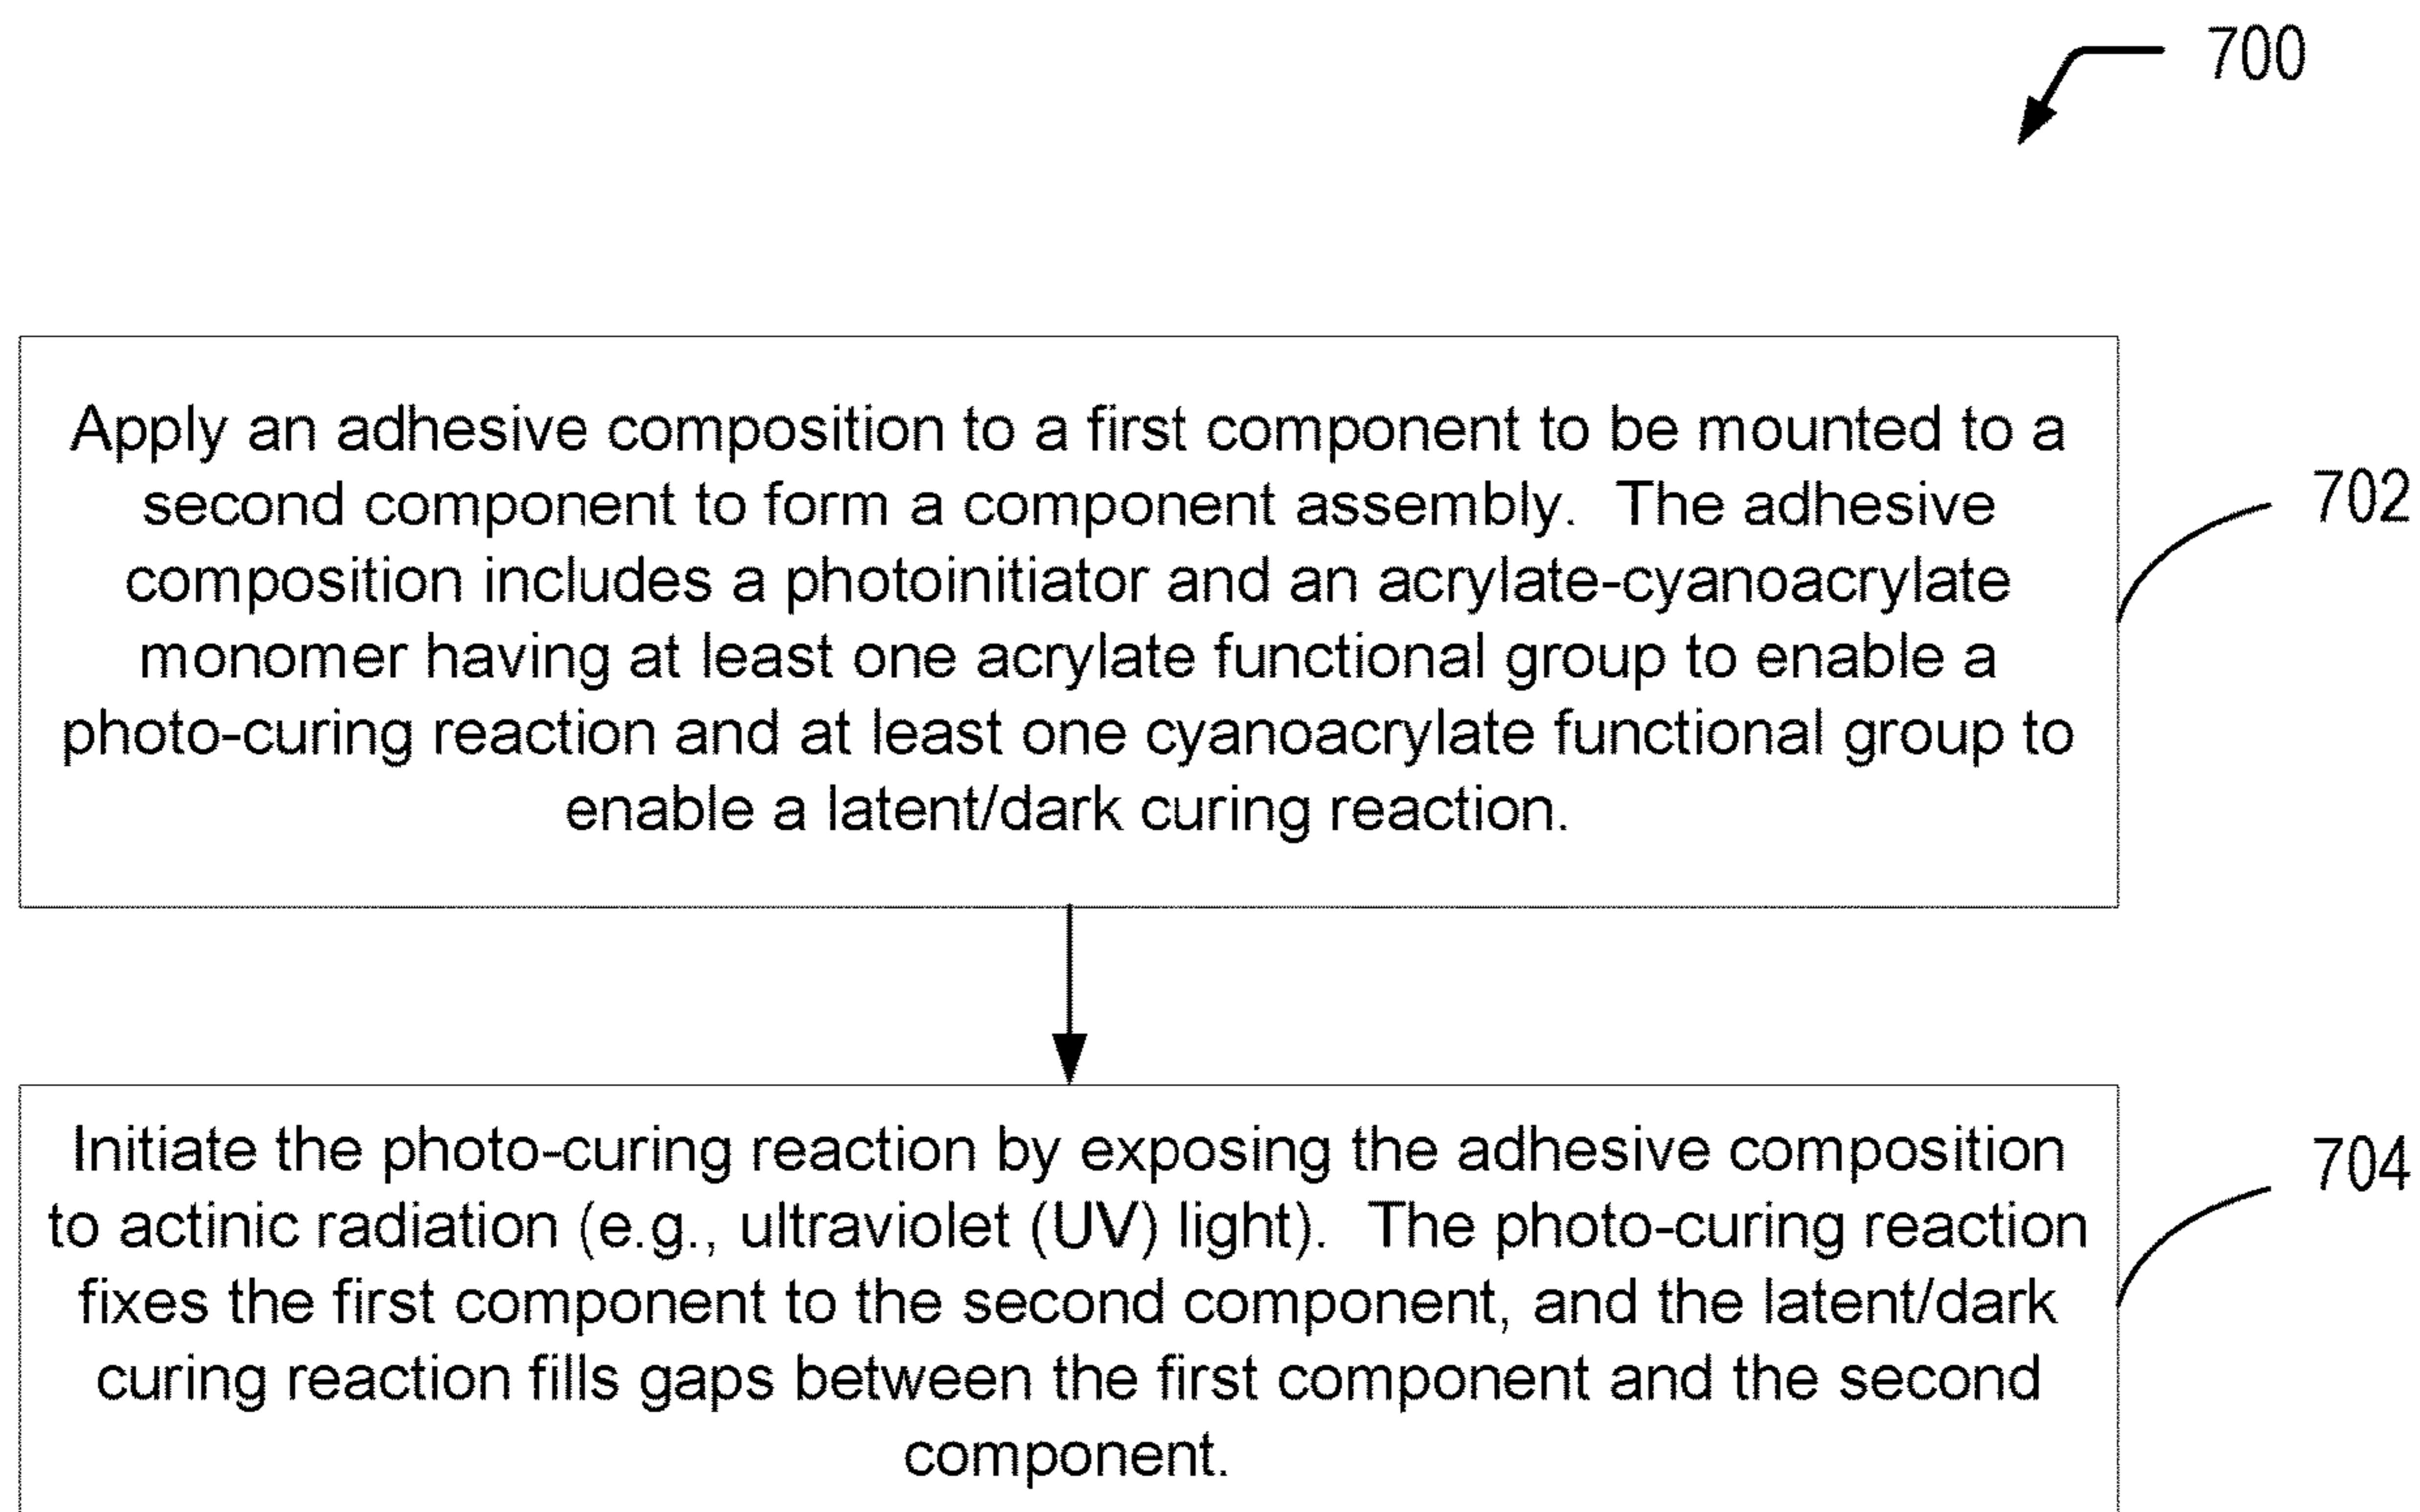 700
Apply an adhesive composition to a first component to be mounted to a
second component to form a component assembly. The adhesive
composition includes a photoinitiator and an acrylate-cyanoacrylate
monomer having at least one acrylate functional group to enable a
photo-curing reaction and at least one cyanoacrylate functional group to
enable a latent/dark curing reaction.
702
Initiate the photo-curing reaction by exposing the adhesive composition
to actinic radiation (e.g., ultraviolet (UV) light). The photo-curing reaction
fixes the first component to the second component, and the latent/dark
curing reaction fills gaps between the first component and the second
component.
704